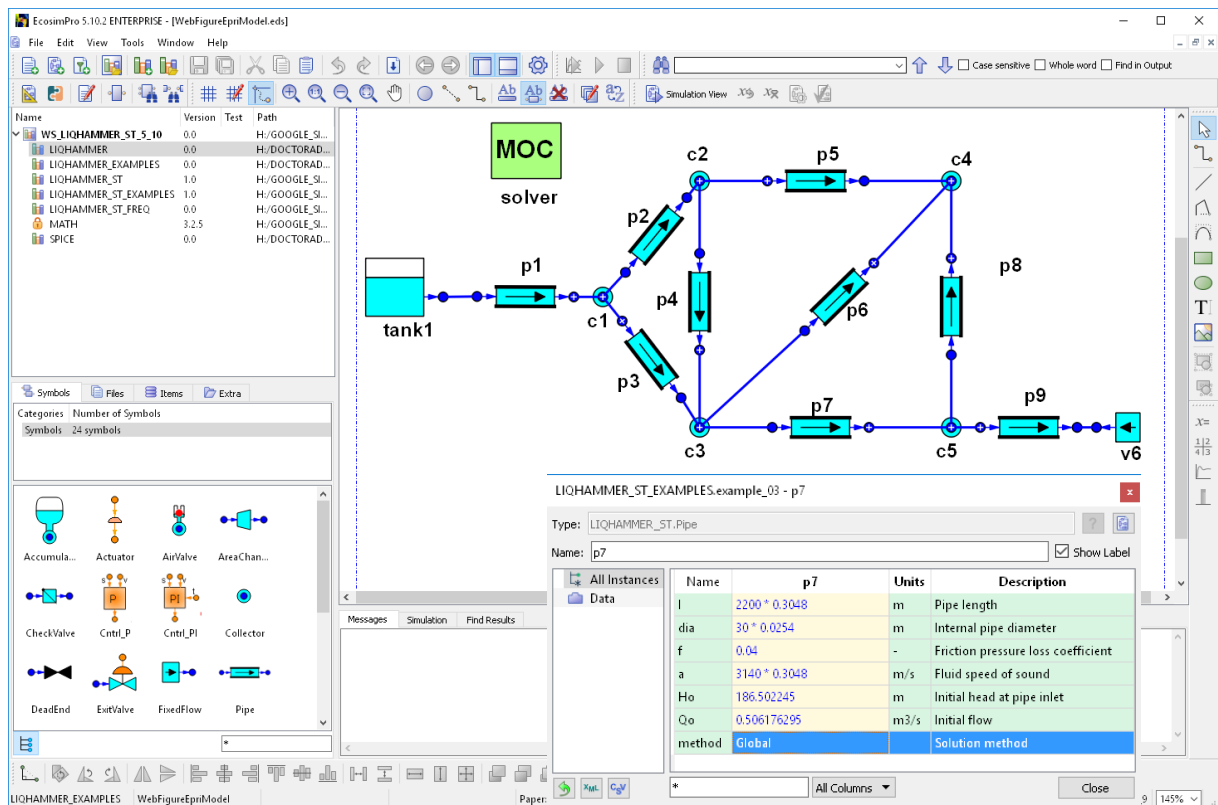 EcosimPro 5.10.2 ENTERPRISE - [WebFigureEpriModel.eds]
File Edit View Tools Window Help
Case sensitive Whole word Find in Output
Simulation View
Name Version Test Path
WS_LIQHAMMER_ST_5_10 0.0 H:/GOOGLE_SI...
LIQHAMMER 0.0 H:/DOCTORAD...
LIQHAMMER_EXAMPLES 0.0 H:/DOCTORAD...
LIQHAMMER_ST 1.0 H:/GOOGLE_SI...
LIQHAMMER_ST_EXAMPLES 1.0 H:/GOOGLE_SI...
LIQHAMMER_ST_FREQ 0.0 H:/GOOGLE_SI...
MATH 3.2.5 H:/GOOGLE_SI...
SPICE 0.0 H:/DOCTORAD...
MOC
solver
tank1
p1
c1
p2
p3
c2
p4
c3
p5
p6
p7
c4
p8
c5
p9
v6
Symbols Files Items Extra
Categories Number of Symbols
Symbols 24 symbols
Accumula... Actuator AirValve AreaChan...
CheckValve Cntrl_P Cntrl_PI Collector
DeadEnd ExitValve FixedFlow Pipe
*
Messages Simulation Find Results
LIQHAMMER_ST_EXAMPLES.example_03 - p7
Type: LIQHAMMER_ST.Pipe
Name: p7 Show Label
All Instances
Data
Name p7 Units Description
l 2200 * 0.3048 m Pipe length
dia 30 * 0.0254 m Internal pipe diameter
f 0.04 - Friction pressure loss coefficient
a 3140 * 0.3048 m/s Fluid speed of sound
Ho 186.502245 m Initial head at pipe inlet
Qo 0.506176295 m3/s Initial flow
method Global Solution method
XML CSV * All Columns Close
LIQHAMMER_EXAMPLES WebFigureEpriModel Paper: 9 145%